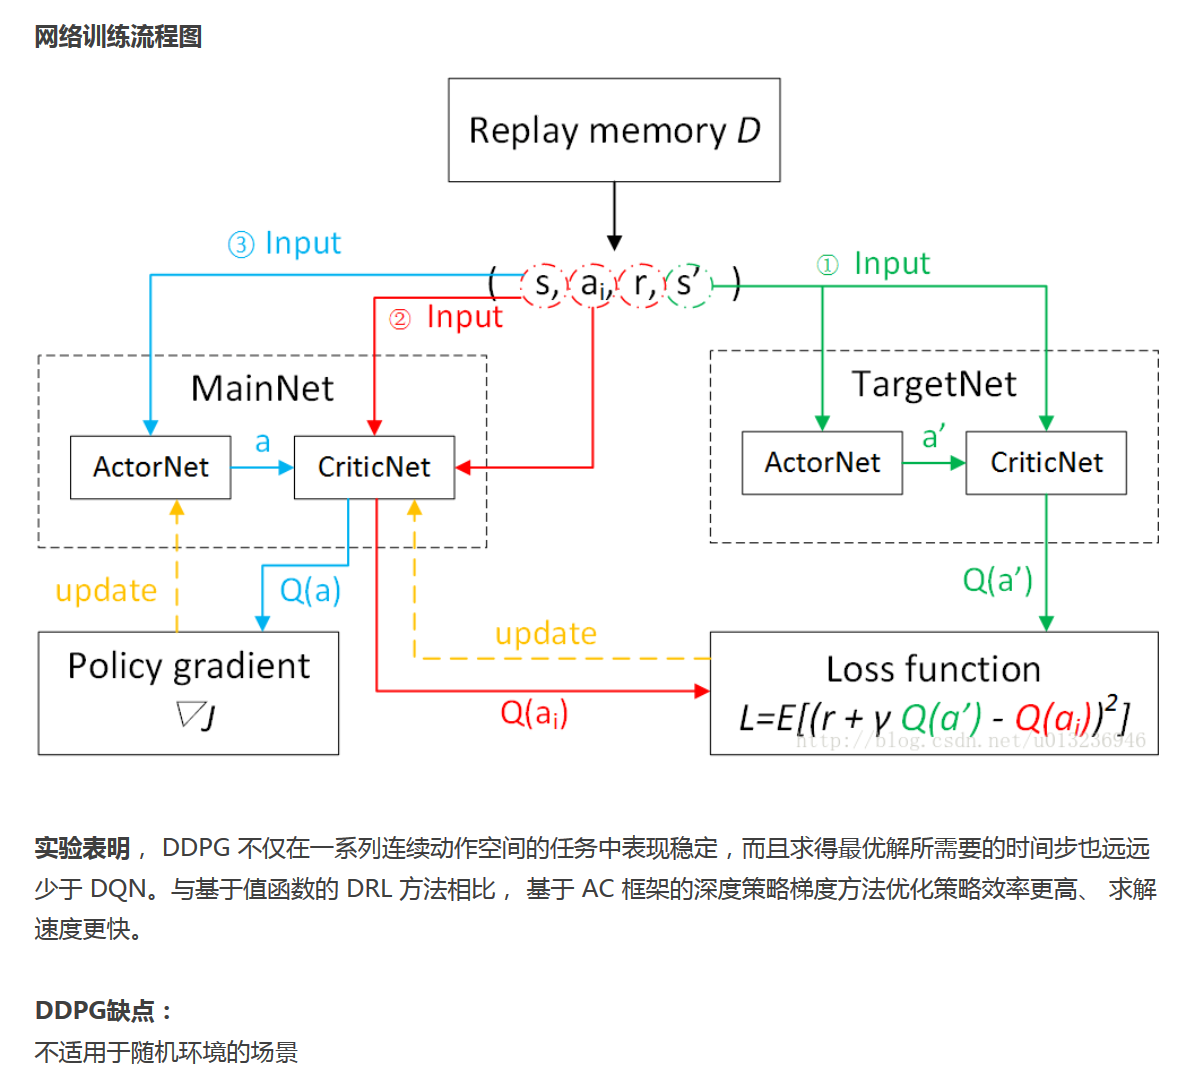 网络训练流程图
Replay memory D
③ Input
( s, aᵢ, r, s’ )
① Input
② Input
MainNet
TargetNet
ActorNet
a
CriticNet
ActorNet
a’
CriticNet
update
Q(a)
Q(a’)
update
Policy gradient
▽J
Q(aᵢ)
Loss function
L=E[(r + γ Q(a’) - Q(aᵢ))²]
http://blog.csdn.net/u013236946
实验表明， DDPG 不仅在一系列连续动作空间的任务中表现稳定，而且求得最优解所需要的时间步也远远
少于 DQN。与基于值函数的 DRL 方法相比， 基于 AC 框架的深度策略梯度方法优化策略效率更高、 求解
速度更快。
DDPG缺点：
不适用于随机环境的场景